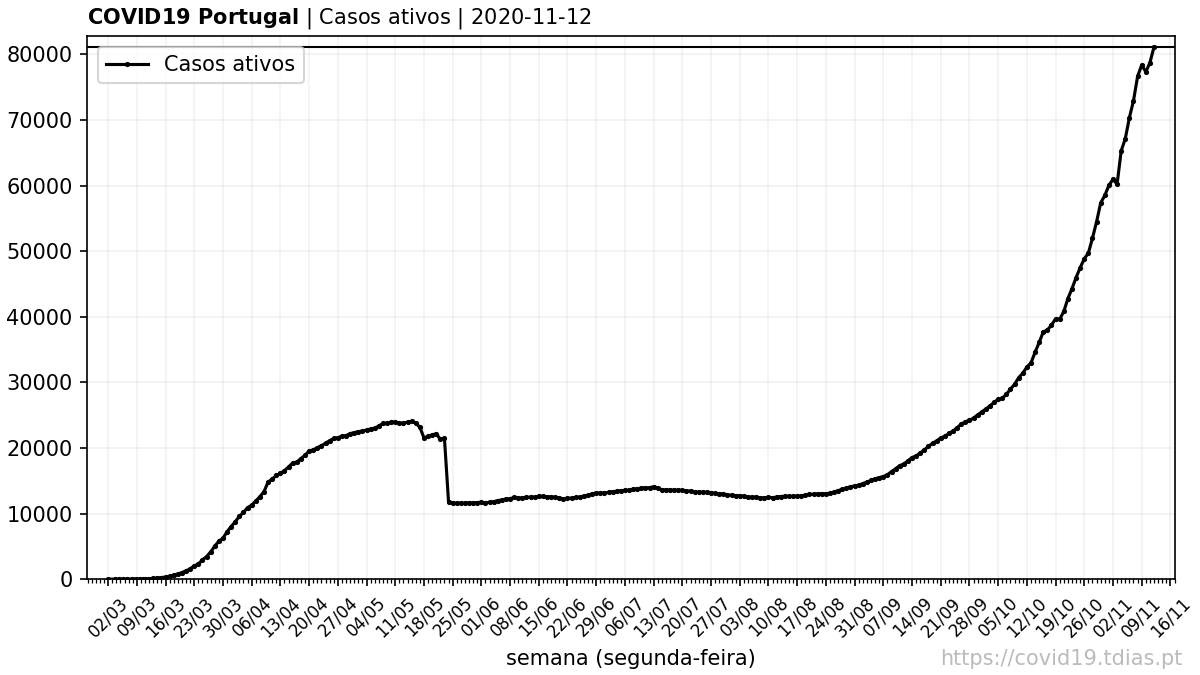 COVID19 Portugal | Casos ativos | 2020-11-12
Casos ativos
80000
70000
60000
50000
40000
30000
20000
10000
0
02/03 09/03 16/03 23/03 30/03 06/04 13/04 20/04 27/04 04/05 11/05 18/05 25/05 01/06 08/06 15/06 22/06 29/06 06/07 13/07 20/07 27/07 03/08 10/08 17/08 24/08 31/08 07/09 14/09 21/09 28/09 05/10 12/10 19/10 26/10 02/11 09/11 16/11
semana (segunda-feira)
https://covid19.tdias.pt